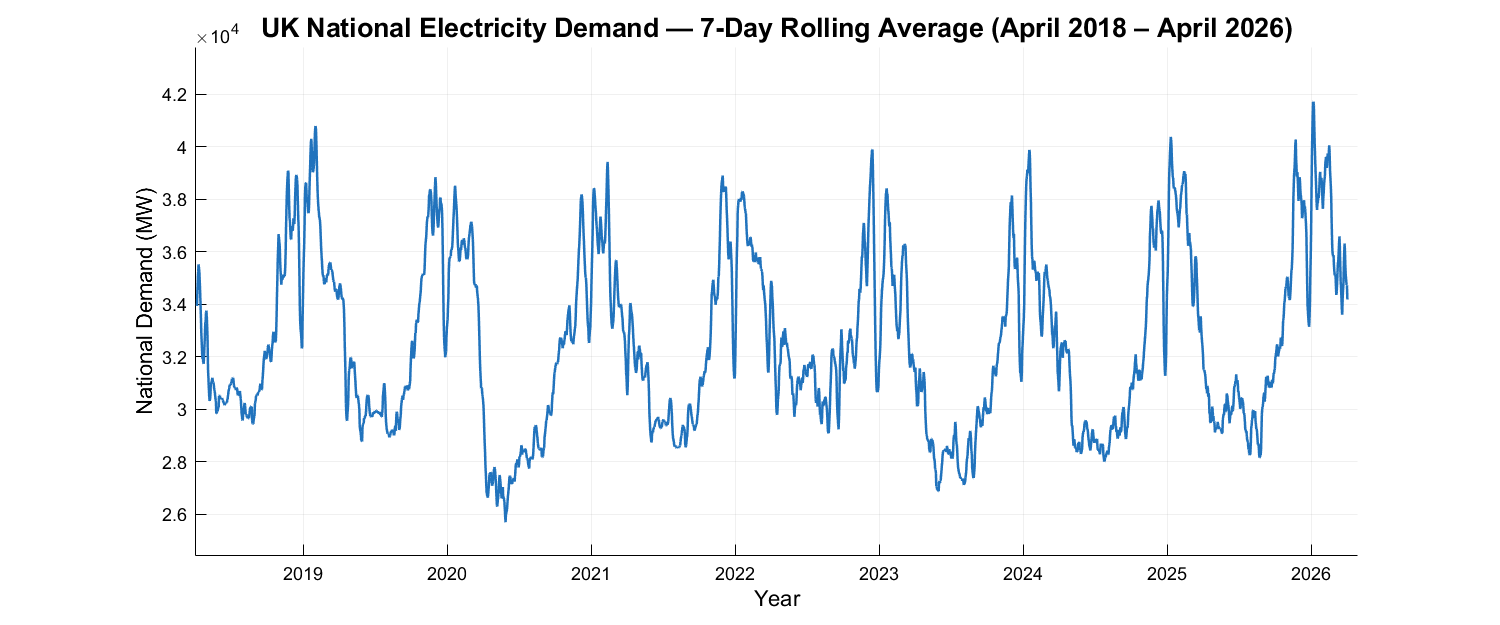 ×10⁴
UK National Electricity Demand — 7-Day Rolling Average (April 2018 – April 2026)
4.2
4
3.8
3.6
3.4
3.2
3
2.8
2.6
National Demand (MW)
2019 2020 2021 2022 2023 2024 2025 2026
Year